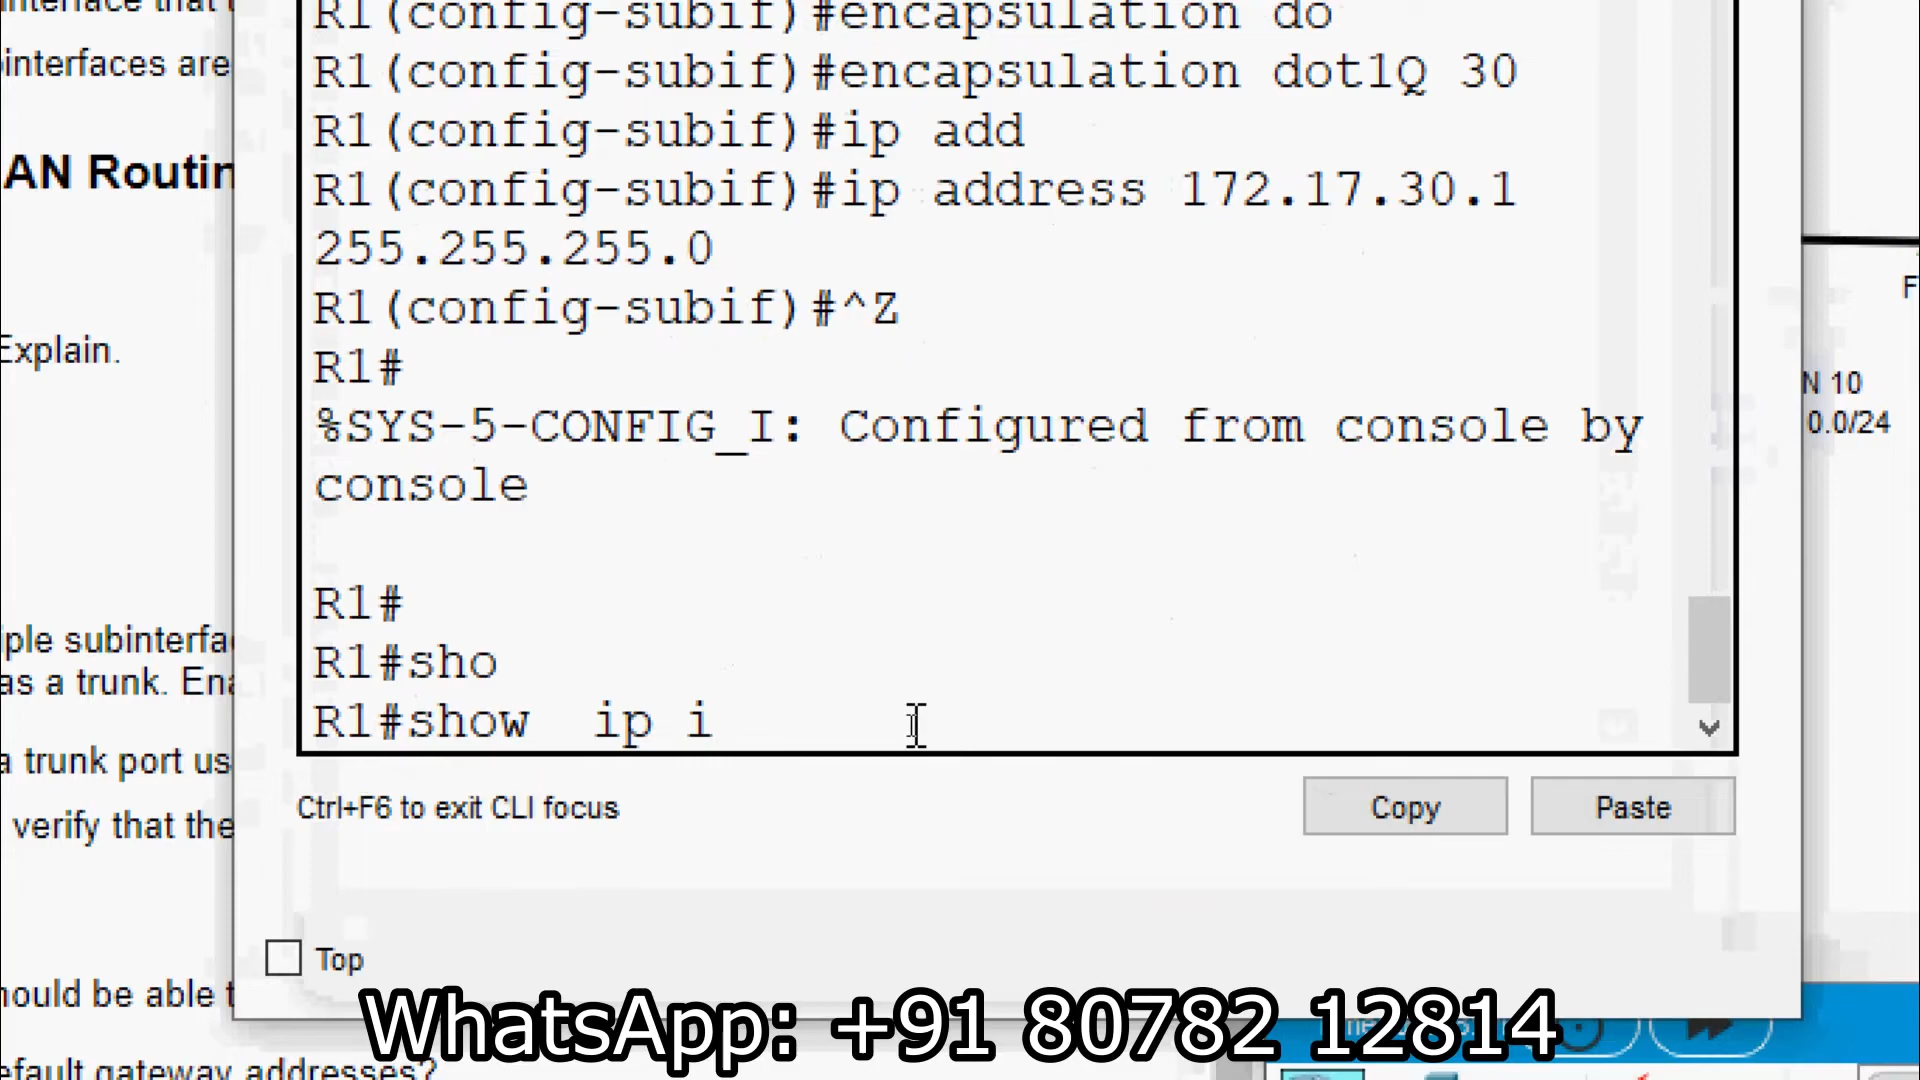 interface that
R1(config-subif)#encapsulation do
interfaces are
R1(config-subif)#encapsulation dot1Q 30
R1(config-subif)#ip add
AN Routin
R1(config-subif)#ip address 172.17.30.1
255.255.255.0
R1(config-subif)#^Z
Explain.
R1#
N 10
0.0/24
%SYS-5-CONFIG_I: Configured from console by
console
R1#
iple subinterfa
R1#sho
as a trunk. Ena
R1#show  ip i
a trunk port us
Ctrl+F6 to exit CLI focus
Copy
Paste
verify that the
Top
hould be able t
WhatsApp: +91 80782 12814
efault gateway addresses?